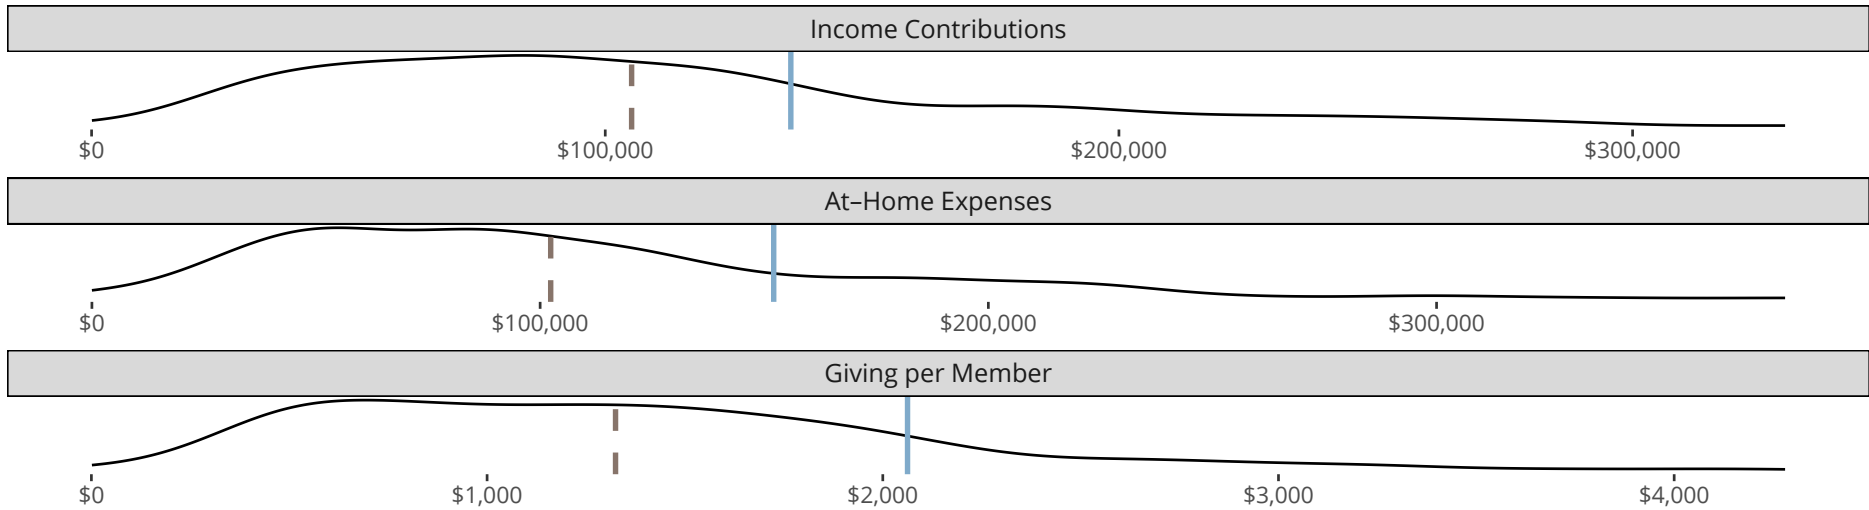 Income Contributions
$0 $100,000 $200,000 $300,000
At–Home Expenses
$0 $100,000 $200,000 $300,000
Giving per Member
$0 $1,000 $2,000 $3,000 $4,000